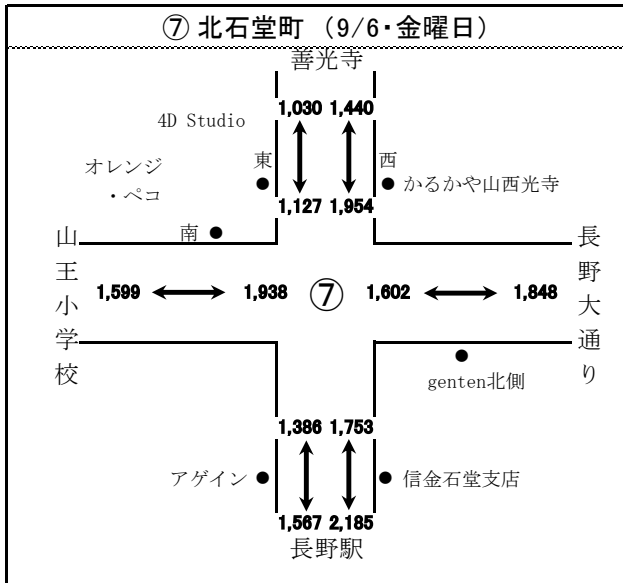 ⑦ 北石堂町 （9/6・金曜日）
善光寺
1,030 1,440
4D Studio
東 西
オレンジ
・ペコ
かるかや山西光寺
1,127 1,954
南
山王小学校
長野大通り
1,599 1,938 ⑦ 1,602 1,848
genten北側
1,386 1,753
アゲイン
信金石堂支店
1,567 2,185
長野駅